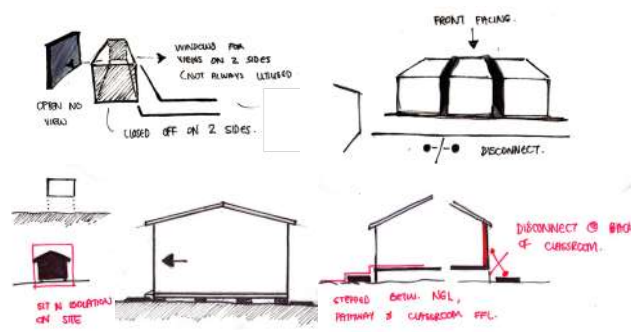 WINDOWS FOR
VIEWS ON 2 SIDES
(NOT ALWAYS UTILISED
OPEN NO
VIEW
CLOSED OFF ON 2 SIDES.
FRONT FACING.
DISCONNECT.
SIT IN ISOLATION
ON SITE
DISCONNECT @ BACK
OF CLASSROOM.
STEPPED BETW. NGL,
PATHWAY & CLASSROOM FFL.